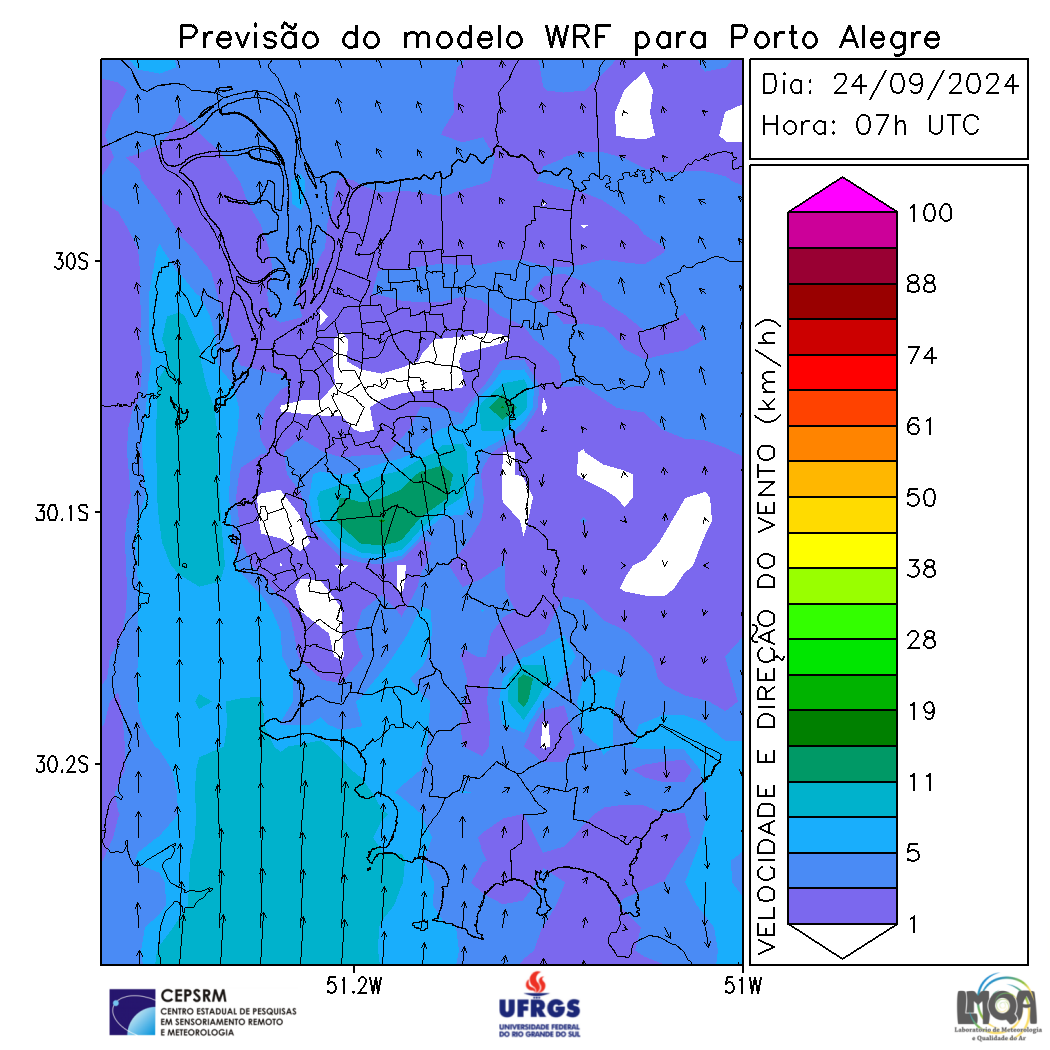 Previsão do modelo WRF para Porto Alegre
Dia: 24/09/2024
Hora: 07h UTC
30S
30.1S
30.2S
51.2W
51W
VELOCIDADE E DIREÇÃO DO VENTO (km/h)
100
88
74
61
50
38
28
19
11
5
1
CEPSRM
CENTRO ESTADUAL DE PESQUISAS
EM SENSORIAMENTO REMOTO
E METEOROLOGIA
UFRGS
UNIVERSIDADE FEDERAL
DO RIO GRANDE DO SUL
LMQA
Laboratório de Meteorologia
e Qualidade do Ar